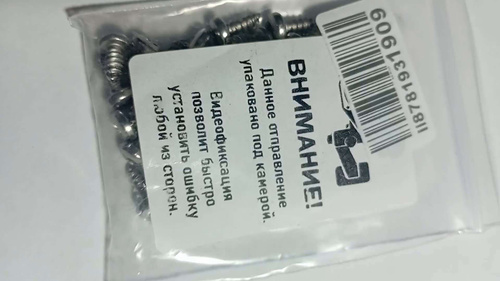 ВНИМАНИЕ!
Данное отправление
упаковано под камерой.
Видеофиксация
позволит быстро
установить ошибку
любой из сторон.
ii8781931909